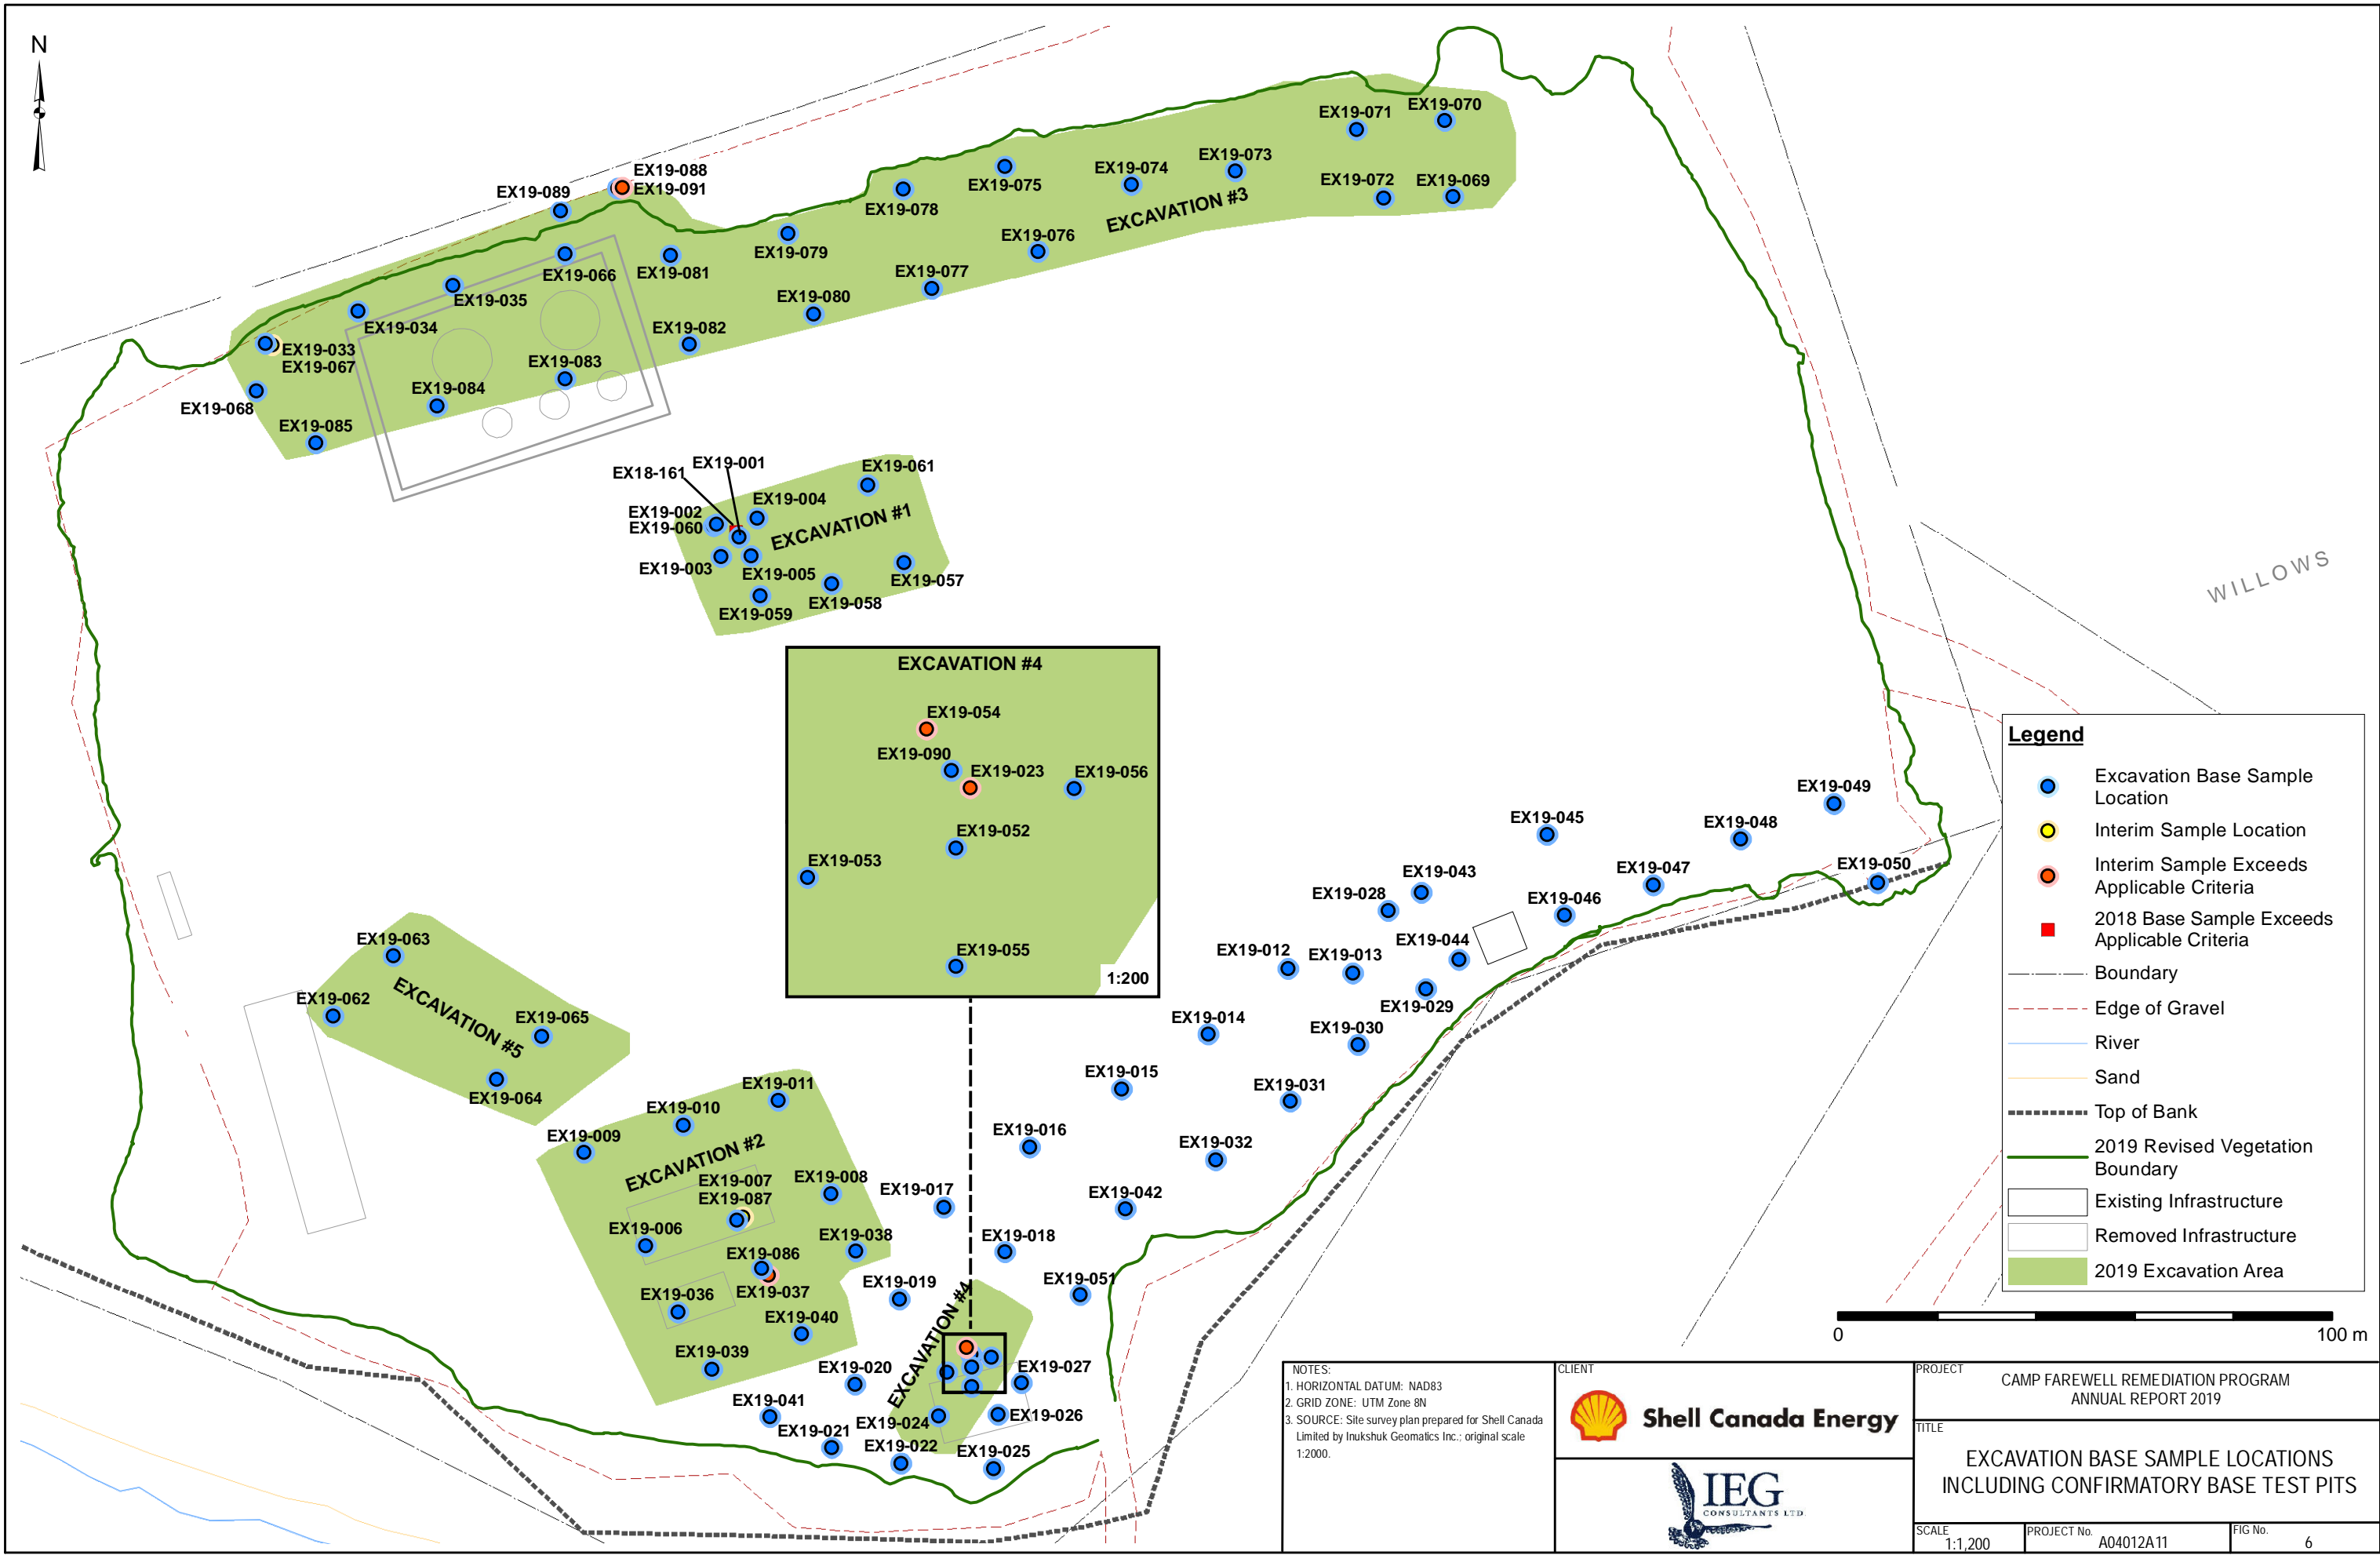 N
EX19-071
EX19-070
EX19-088
EX19-091
EX19-089
EX19-073
EX19-074
EX19-075
EX19-072
EX19-069
EX19-078
EXCAVATION #3
EX19-076
EX19-079
EX19-066
EX19-081
EX19-077
EX19-035
EX19-080
EX19-034
EX19-082
EX19-033
EX19-067
EX19-083
EX19-084
EX19-068
EX19-085
EX19-001
EX18-161
EX19-061
EX19-004
EX19-002
EX19-060
EXCAVATION #1
EX19-003
EX19-005
EX19-057
EX19-058
EX19-059
WILLOWS
EXCAVATION #4
EX19-054
EX19-090
EX19-023
EX19-056
EX19-052
EX19-053
EX19-055
1:200
EX19-049
EX19-045
EX19-048
EX19-050
EX19-047
EX19-043
EX19-028
EX19-046
EX19-044
EX19-012
EX19-013
EX19-029
EX19-014
EX19-030
EX19-015
EX19-031
EX19-016
EX19-032
EX19-042
EX19-017
EX19-018
EX19-051
EX19-019
EX19-063
EX19-062
EXCAVATION #5
EX19-065
EX19-064
EX19-011
EX19-010
EX19-009
EXCAVATION #2
EX19-007
EX19-087
EX19-008
EX19-006
EX19-038
EX19-086
EX19-037
EX19-036
EX19-040
EX19-039
EX19-020
EXCAVATION #4
EX19-027
EX19-041
EX19-024
EX19-026
EX19-021
EX19-022
EX19-025
Legend
Excavation Base Sample
Location
Interim Sample Location
Interim Sample Exceeds
Applicable Criteria
2018 Base Sample Exceeds
Applicable Criteria
Boundary
Edge of Gravel
River
Sand
Top of Bank
2019 Revised Vegetation
Boundary
Existing Infrastructure
Removed Infrastructure
2019 Excavation Area
0 100 m
NOTES:
1. HORIZONTAL DATUM: NAD83
2. GRID ZONE: UTM Zone 8N
3. SOURCE: Site survey plan prepared for Shell Canada
Limited by Inukshuk Geomatics Inc.; original scale
1:2000.
CLIENT
Shell Canada Energy
IEG
CONSULTANTS LTD.
PROJECT
CAMP FAREWELL REMEDIATION PROGRAM
ANNUAL REPORT 2019
TITLE
EXCAVATION BASE SAMPLE LOCATIONS
INCLUDING CONFIRMATORY BASE TEST PITS
SCALE
1:1,200
PROJECT No.
A04012A11
FIG No.
6